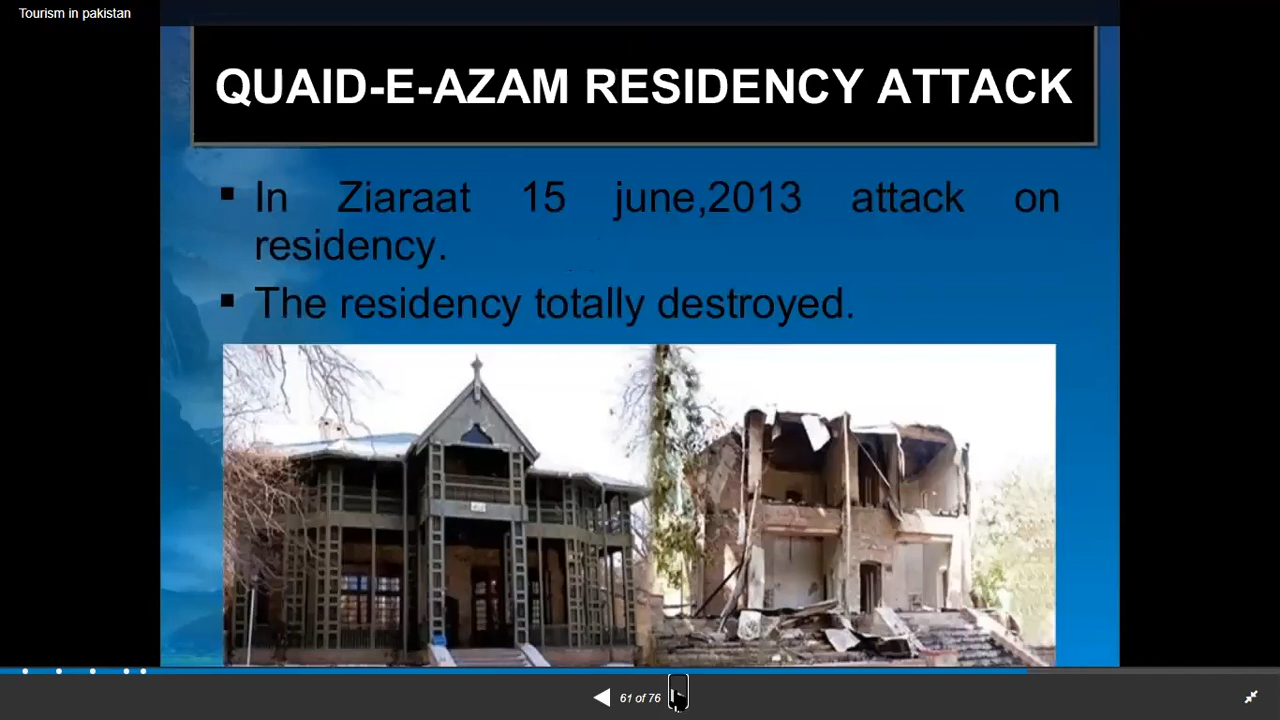 Tourism in pakistan
QUAID-E-AZAM RESIDENCY ATTACK
▪ In Ziaraat 15 june,2013 attack on
residency.
▪ The residency totally destroyed.
61 of 76